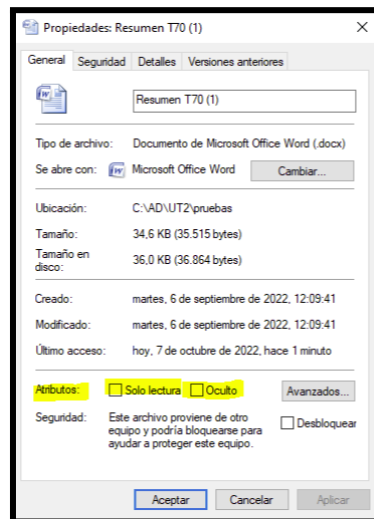 Propiedades: Resumen T70 (1)
General Seguridad Detalles Versiones anteriores
Resumen T70 (1)
Tipo de archivo: Documento de Microsoft Office Word (.docx)
Se abre con: Microsoft Office Word Cambiar...
Ubicación: C:\AD\UT2\pruebas
Tamaño: 34,6 KB (35.515 bytes)
Tamaño en
disco: 36,0 KB (36.864 bytes)
Creado: martes, 6 de septiembre de 2022, 12:09:41
Modificado: martes, 6 de septiembre de 2022, 12:09:41
Último acceso: hoy, 7 de octubre de 2022, hace 1 minuto
Atributos: Solo lectura Oculto Avanzados...
Seguridad: Este archivo proviene de otro
equipo y podría bloquearse para
ayudar a proteger este equipo.
Desbloquear
Aceptar Cancelar Aplicar